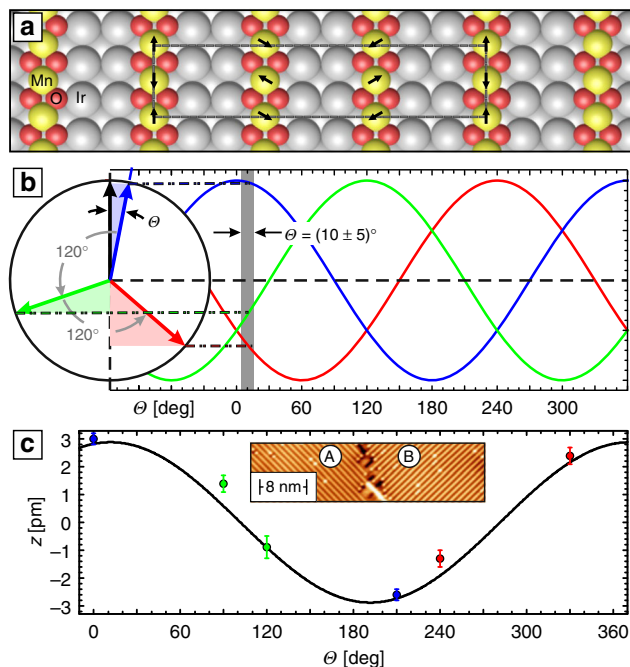 a
Mn
O
Ir
b
Θ
120°
120°
Θ = (10 ± 5)°
Θ [deg] 0 60 120 180 240 300
c
3
2
1
0
−1
−2
−3
z [pm]
A B
8 nm
0 60 120 180 240 300 360
Θ [deg]